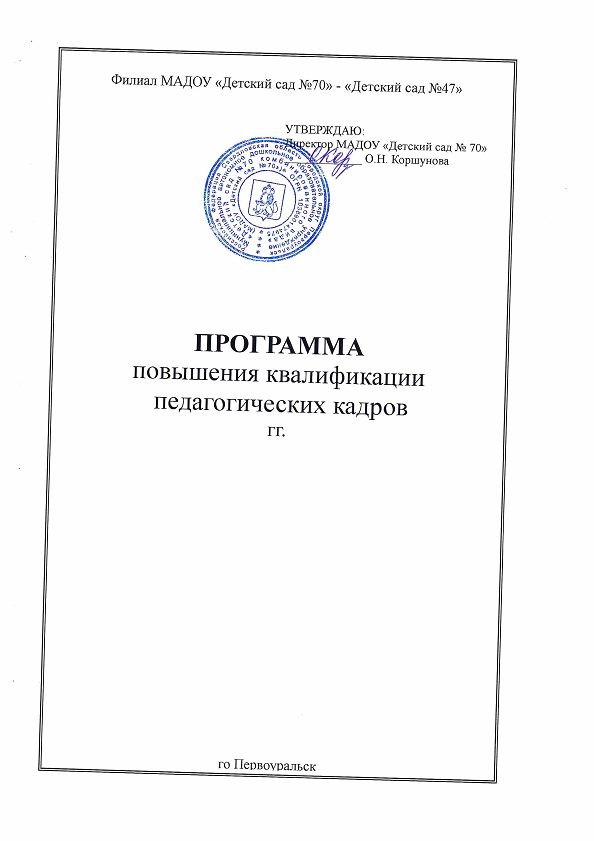 Филиал МАДОУ «Детский сад №70» - «Детский сад №47»
УТВЕРЖДАЮ:
Директор МАДОУ «Детский сад № 70»
О.Н. Коршунова
ПРОГРАММА
повышения квалификации
педагогических кадров
гг.
го Первоуральск